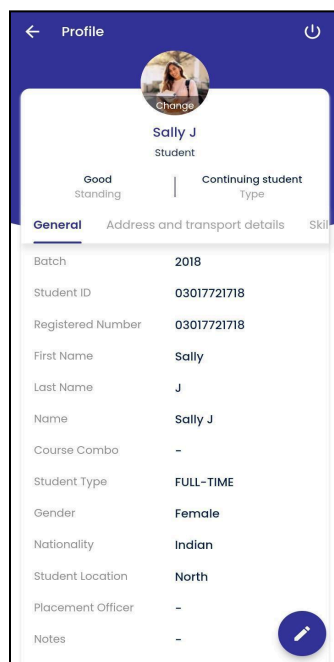 Profile
Change
Sally J
Student
Good Continuing student
Standing Type
General Address and transport details Skil
Batch 2018
Student ID 03017721718
Registered Number 03017721718
First Name Sally
Last Name J
Name Sally J
Course Combo -
Student Type FULL-TIME
Gender Female
Nationality Indian
Student Location North
Placement Officer -
Notes -